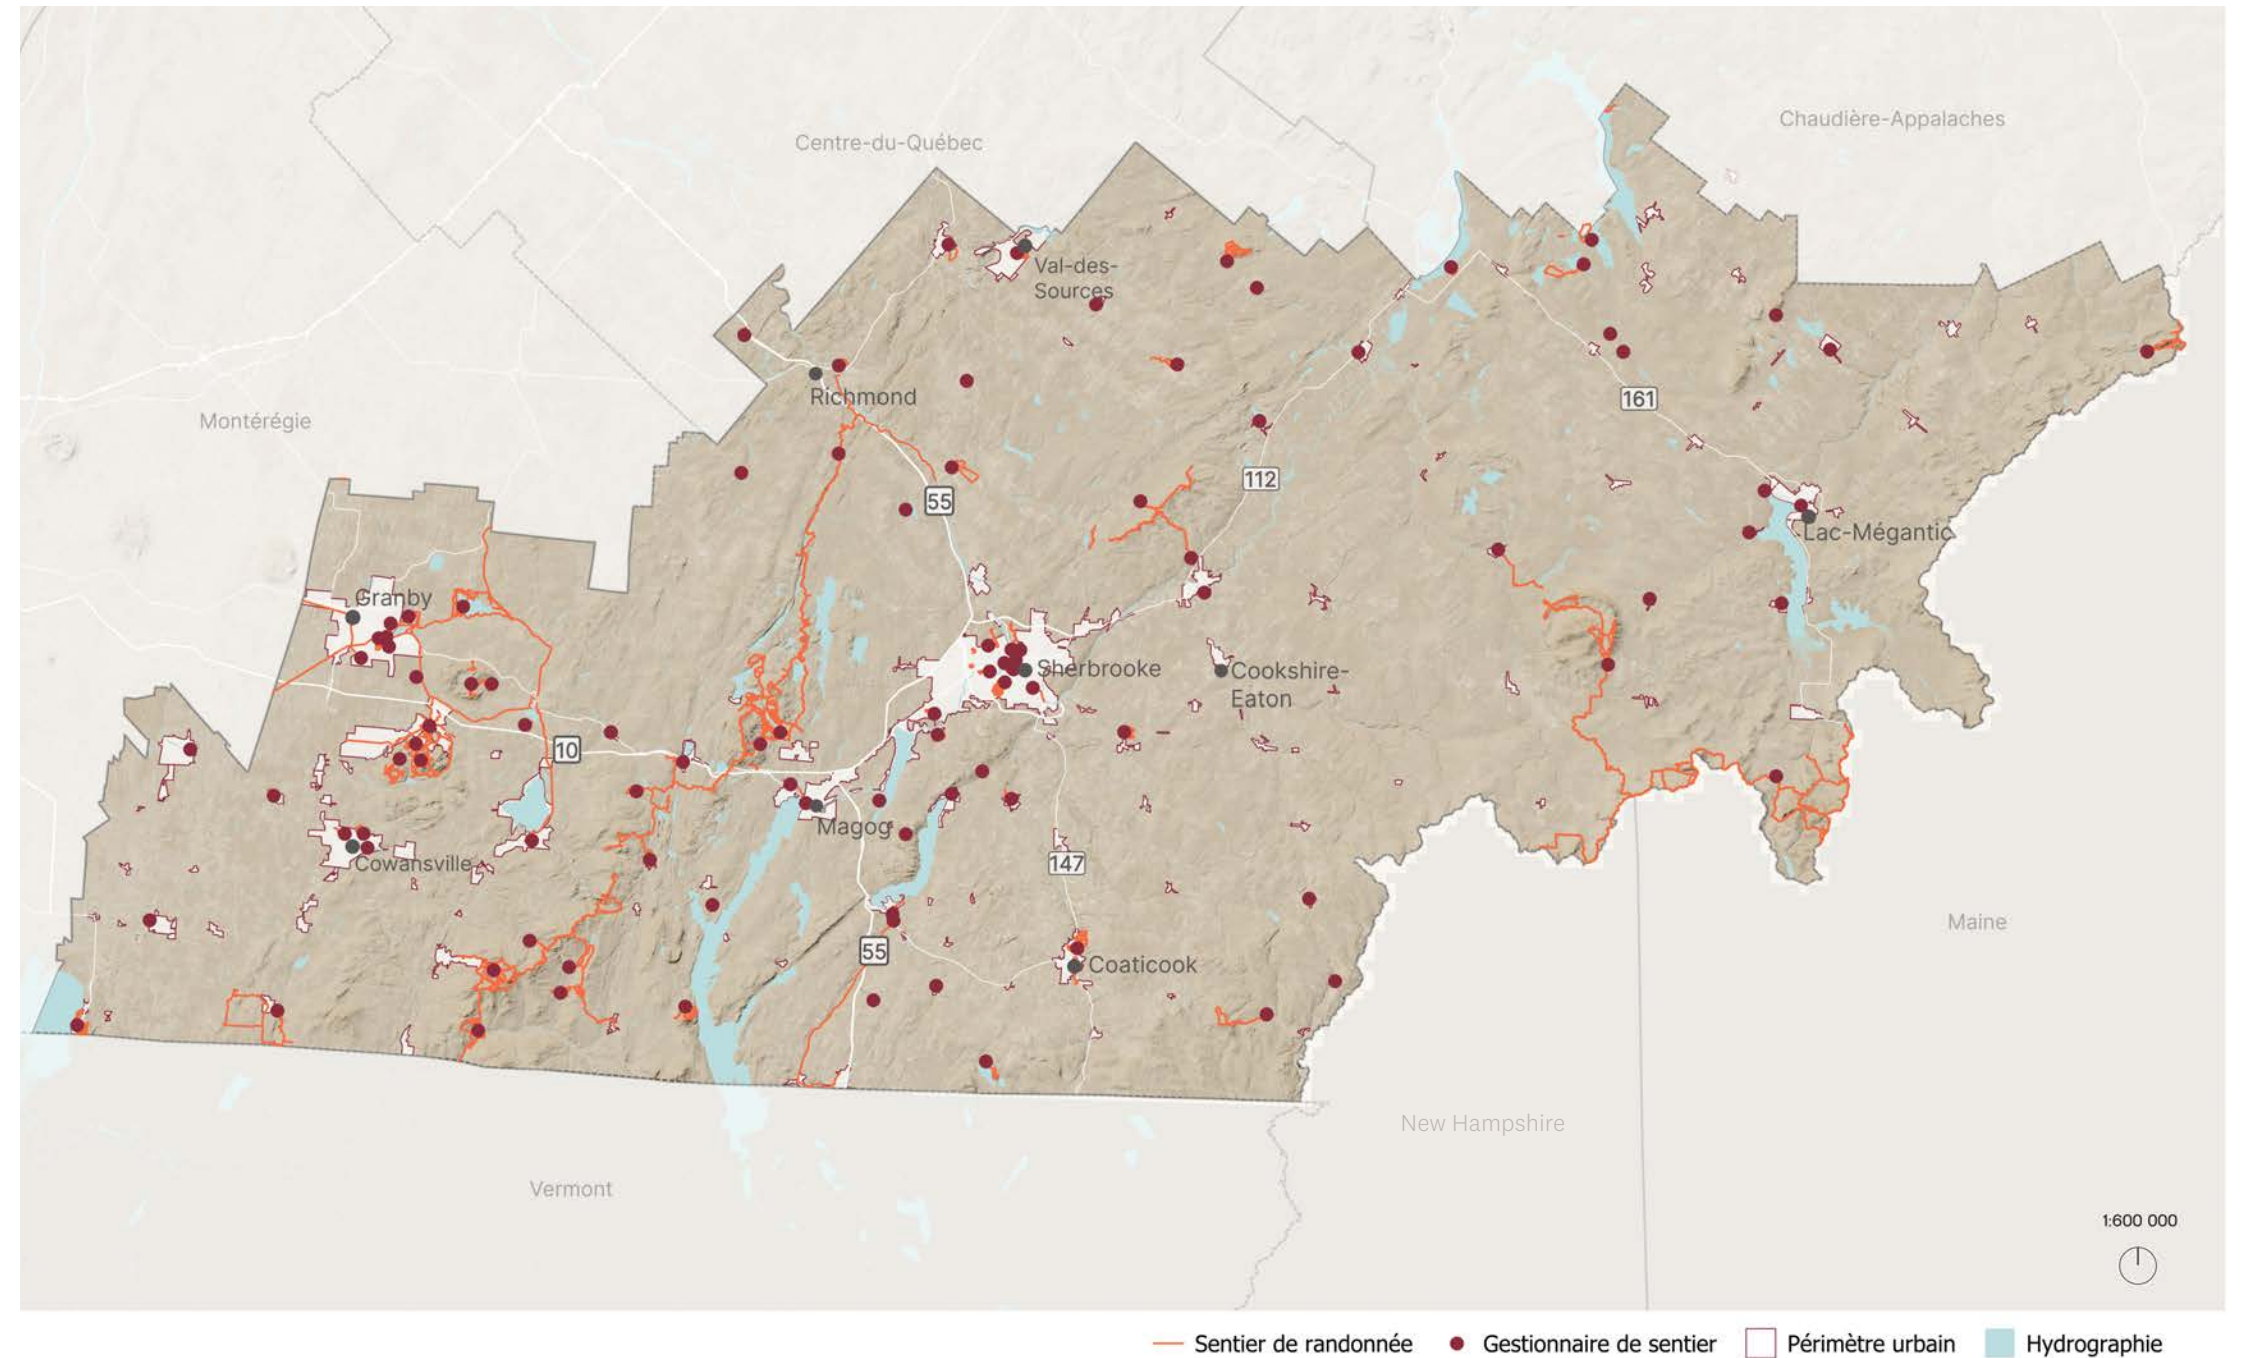 Chaudière-Appalaches
Centre-du-Québec
Val-des-
Sources
Richmond
161
Montérégie
112
55
Lac-Mégantic
Granby
Sherbrooke
Cookshire-
Eaton
10
Magog
Cowansville
147
Maine
55
Coaticook
New Hampshire
Vermont
1:600 000
Sentier de randonnée
Gestionnaire de sentier
Périmètre urbain
Hydrographie